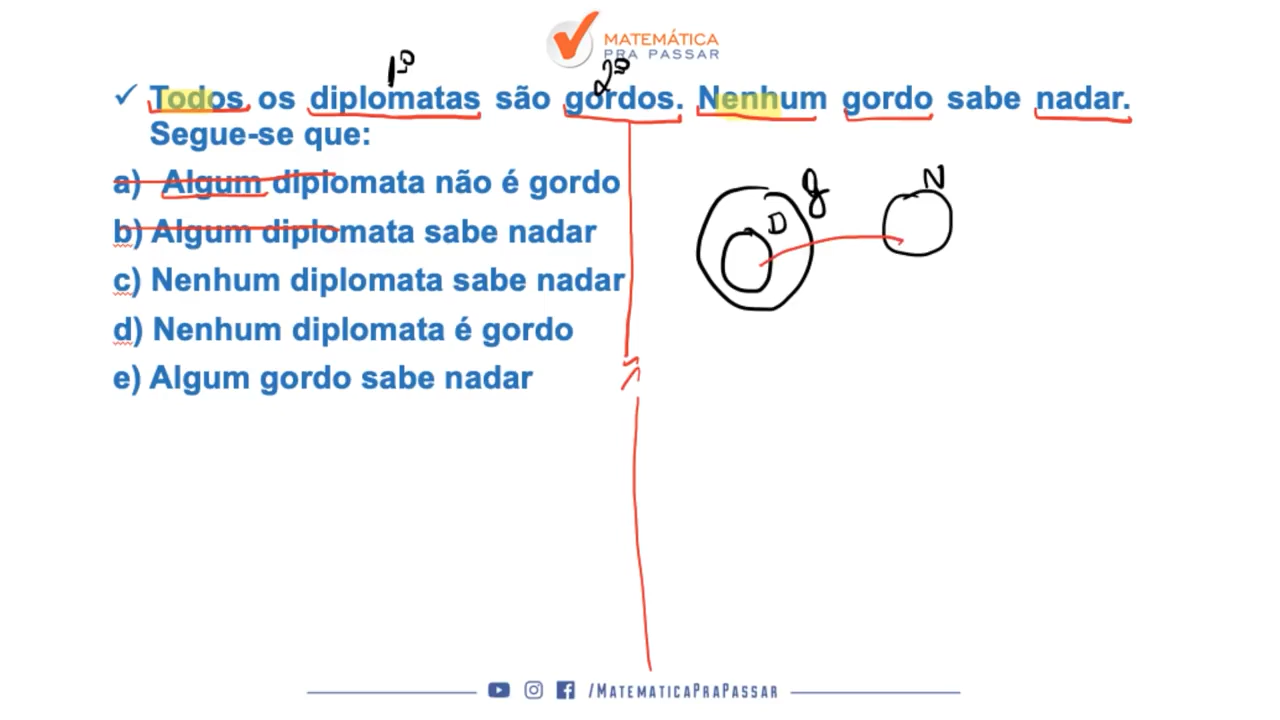 MATEMÁTICA
PRA PASSAR
1º 2º
✓ Todos os diplomatas são gordos. Nenhum gordo sabe nadar.
Segue-se que:
a) Algum diplomata não é gordo
b) Algum diplomata sabe nadar
c) Nenhum diplomata sabe nadar
d) Nenhum diplomata é gordo
e) Algum gordo sabe nadar
g N
D
/MATEMATICAPRAPASSAR